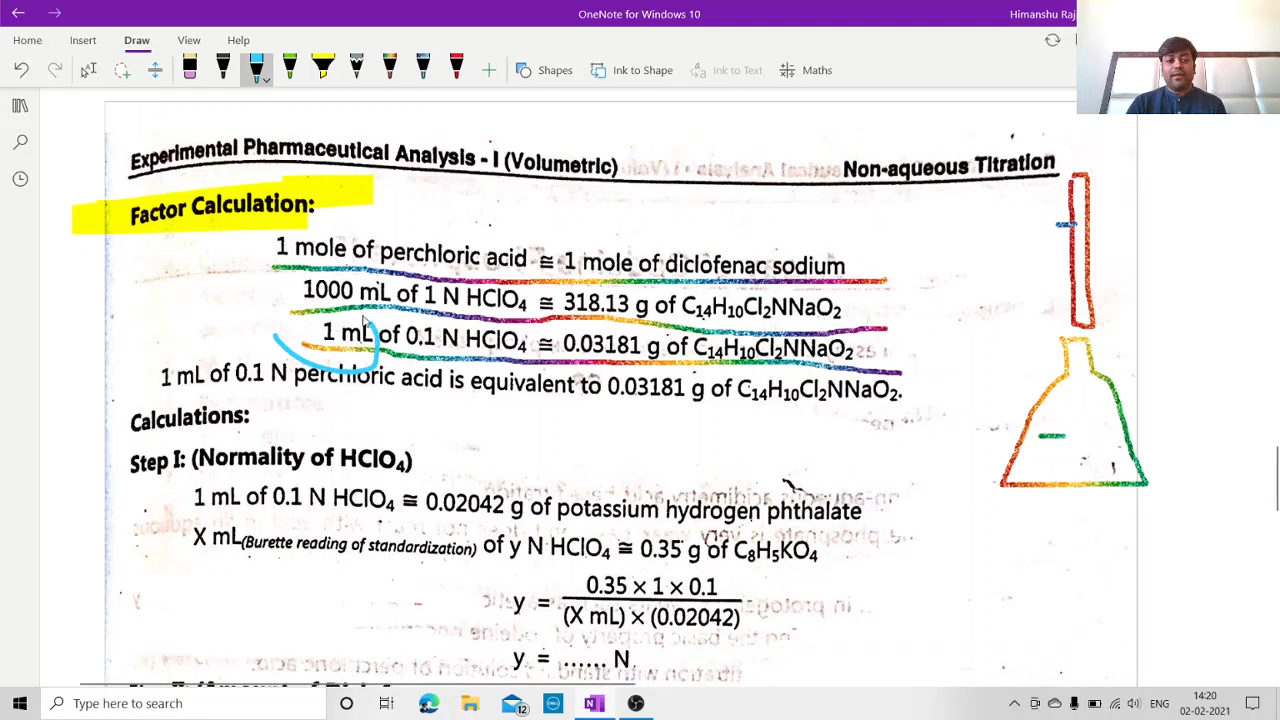 OneNote for Windows 10
Himanshu Raj
Home Insert Draw View Help
Shapes Ink to Shape Ink to Text Maths
Experimental Pharmaceutical Analysis - I (Volumetric) Non-aqueous Titration
Factor Calculation:
1 mole of perchloric acid ≅ 1 mole of diclofenac sodium
1000 mL of 1 N HClO₄ ≅ 318.13 g of C₁₄H₁₀Cl₂NNaO₂
1 mL of 0.1 N HClO₄ ≅ 0.03181 g of C₁₄H₁₀Cl₂NNaO₂
1 mL of 0.1 N perchloric acid is equivalent to 0.03181 g of C₁₄H₁₀Cl₂NNaO₂.
Calculations:
Step I: (Normality of HClO₄)
1 mL of 0.1 N HClO₄ ≅ 0.02042 g of potassium hydrogen phthalate
X mL(Burette reading of standardization) of y N HClO₄ ≅ 0.35 g of C₈H₅KO₄
y = 0.35 × 1 × 0.1
(X mL) × (0.02042)
y = ...... N
Type here to search
12
ENG
14:20
02-02-2021